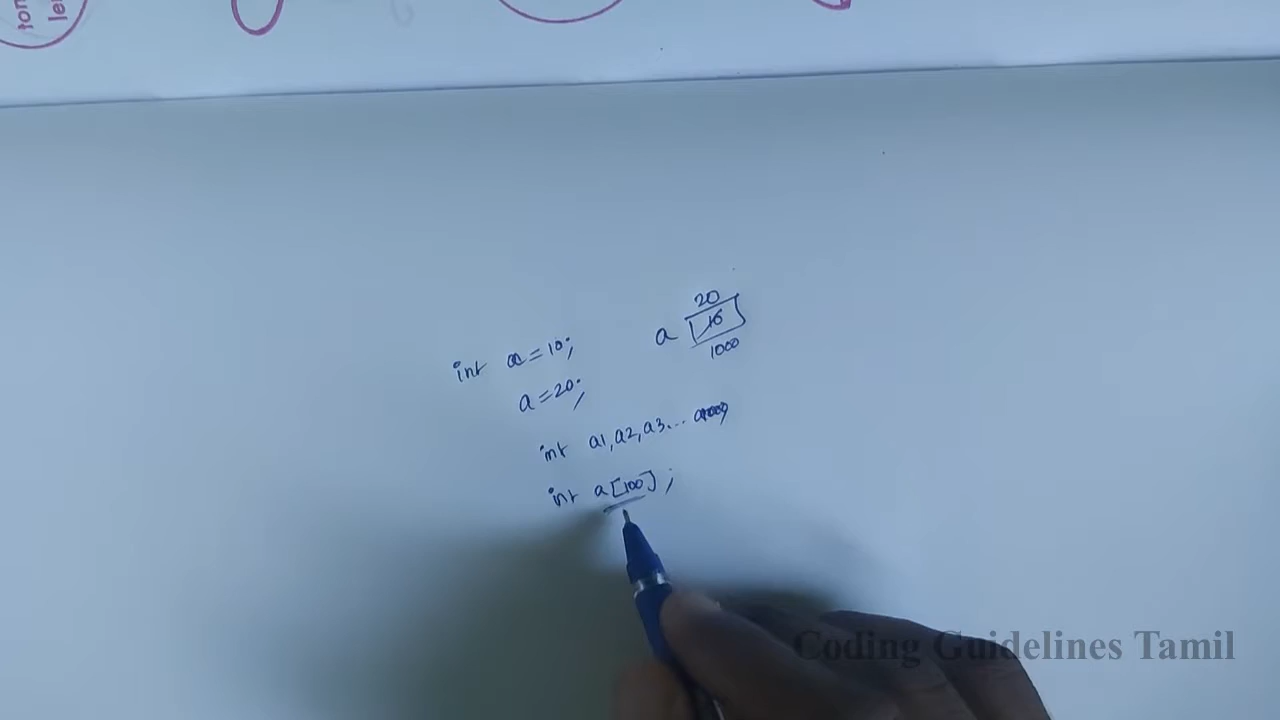 20
int a=10; a 10
1000
a=20;
int a1, a2, a3...
int a[100];
Coding Guidelines Tamil